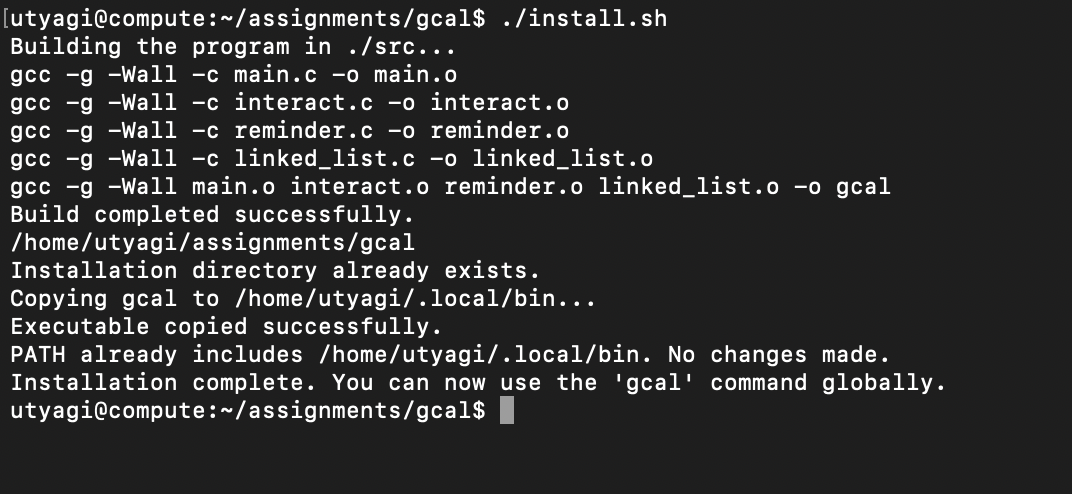 [utyagi@compute:~/assignments/gcal$ ./install.sh
Building the program in ./src...
gcc -g -Wall -c main.c -o main.o
gcc -g -Wall -c interact.c -o interact.o
gcc -g -Wall -c reminder.c -o reminder.o
gcc -g -Wall -c linked_list.c -o linked_list.o
gcc -g -Wall main.o interact.o reminder.o linked_list.o -o gcal
Build completed successfully.
/home/utyagi/assignments/gcal
Installation directory already exists.
Copying gcal to /home/utyagi/.local/bin...
Executable copied successfully.
PATH already includes /home/utyagi/.local/bin. No changes made.
Installation complete. You can now use the 'gcal' command globally.
utyagi@compute:~/assignments/gcal$